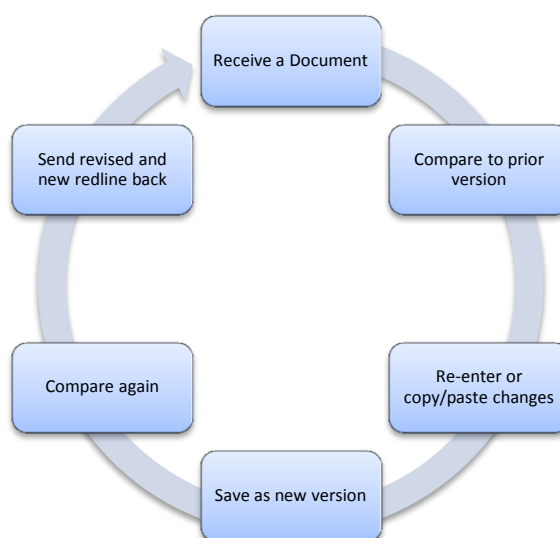 Receive a Document
Compare to prior
version
Re-enter or
copy/paste changes
Save as new version
Compare again
Send revised and
new redline back